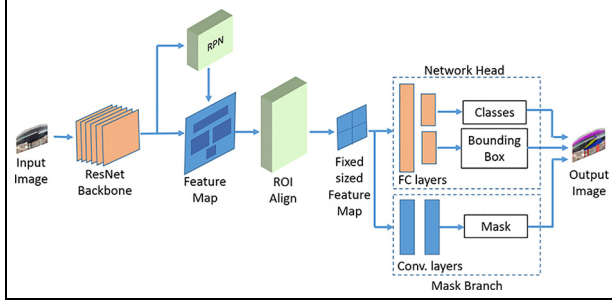 Network Head
RPN
Classes
Bounding
Box
Input
Image
ResNet
Backbone
Feature
Map
ROI
Align
Fixed
sized
Feature
Map
FC layers
Output
Image
Mask
Conv. layers
Mask Branch